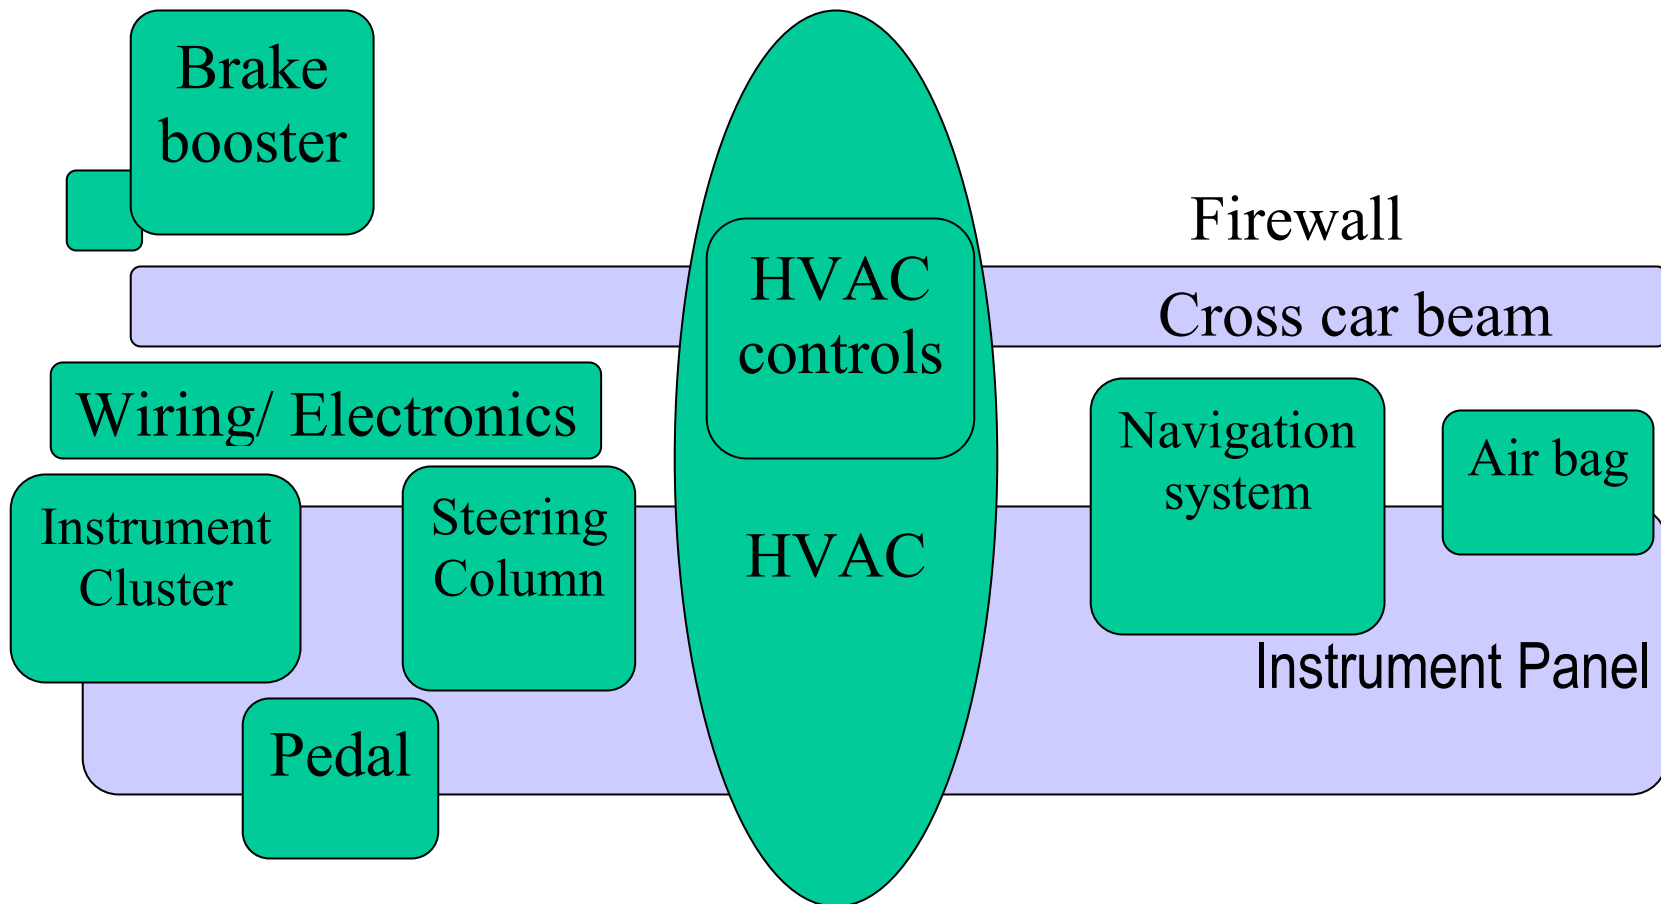 Brake
booster
Firewall
HVAC
controls
Cross car beam
Wiring/ Electronics
Navigation
system
Air bag
Instrument
Cluster
Steering
Column
HVAC
Instrument Panel
Pedal